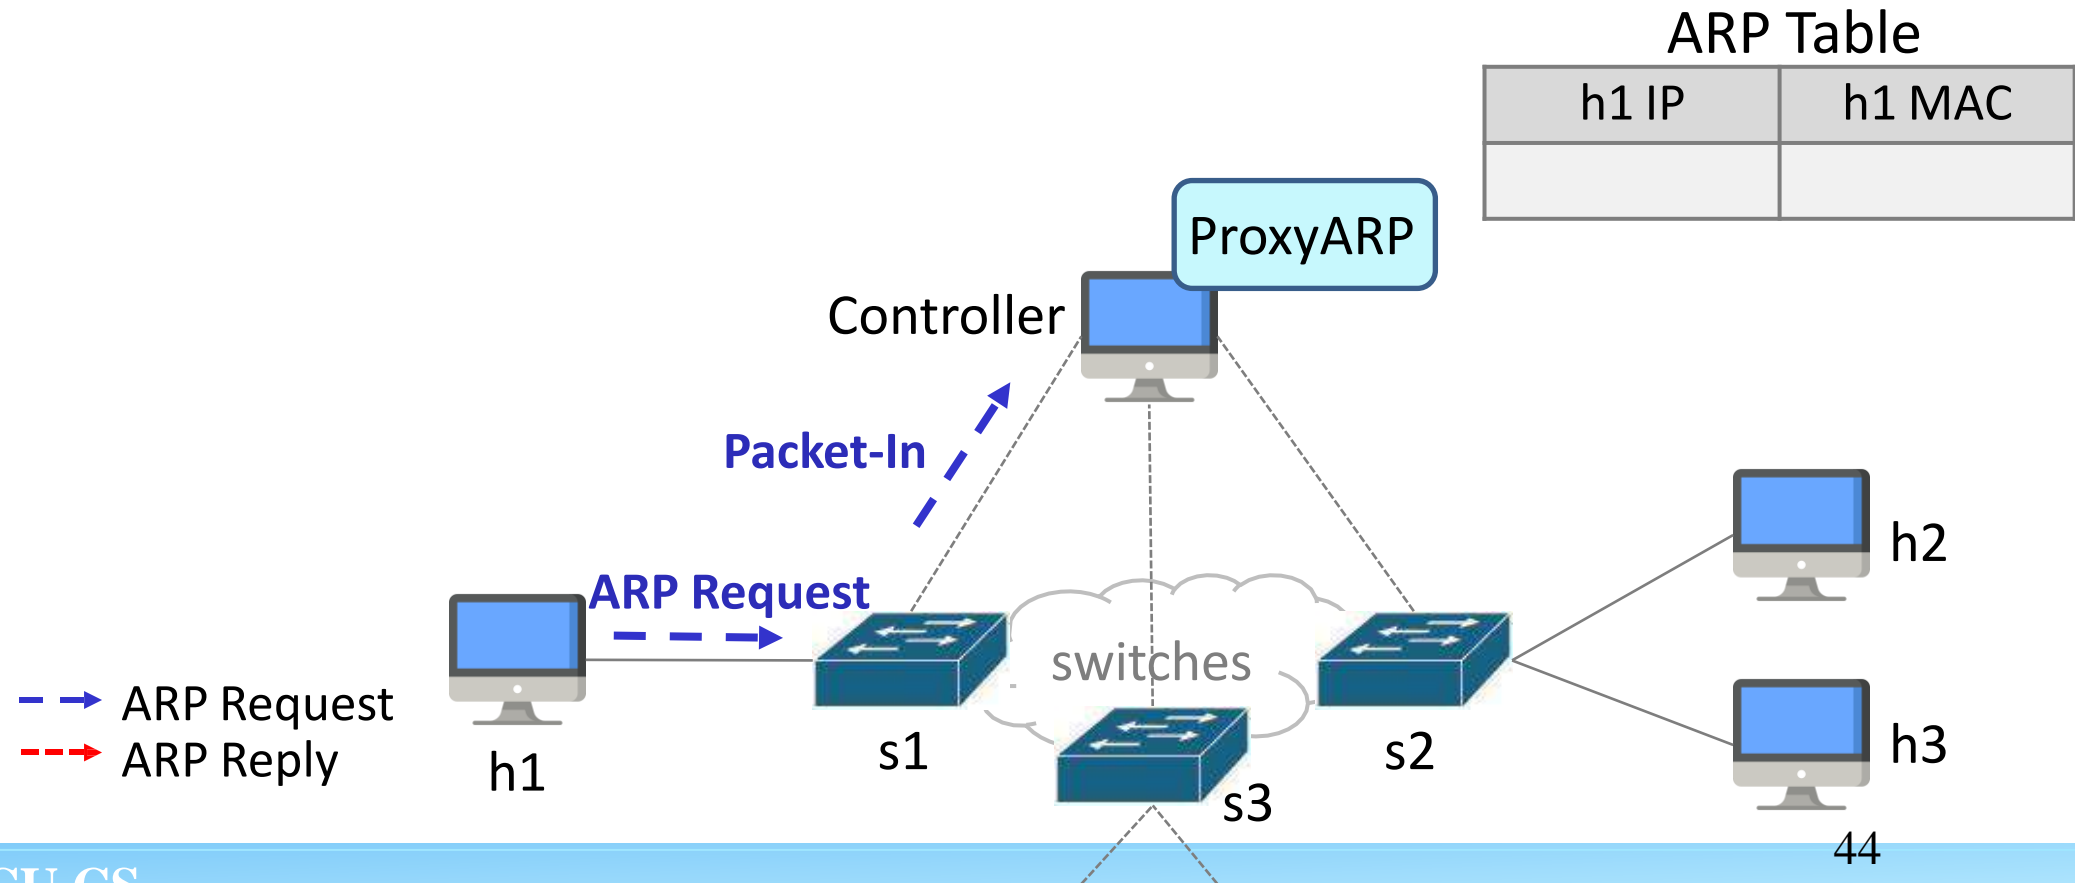 ARP Table
h1 IP
h1 MAC
ProxyARP
Controller
Packet-In
h2
ARP Request
switches
ARP Request
ARP Reply
h1
s1
s2
h3
s3
44